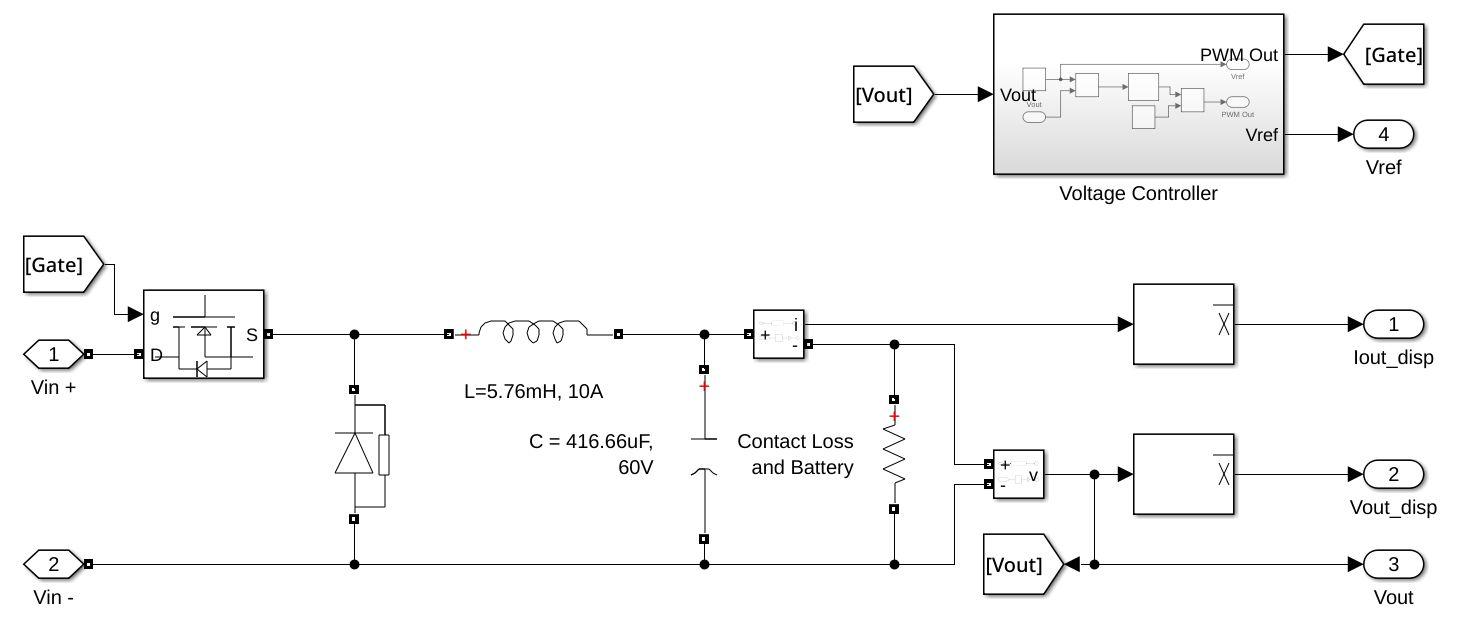 PWM Out
[Gate]
[Vout]
Vout
Vref
Vout
PWM Out
Vref
4
Vref
Voltage Controller
[Gate]
g
S
D
1
Vin +
i
+
-
1
Iout_disp
L=5.76mH, 10A
C = 416.66uF,
60V
Contact Loss
and Battery
+
-
v
2
Vout_disp
2
Vin -
[Vout]
3
Vout